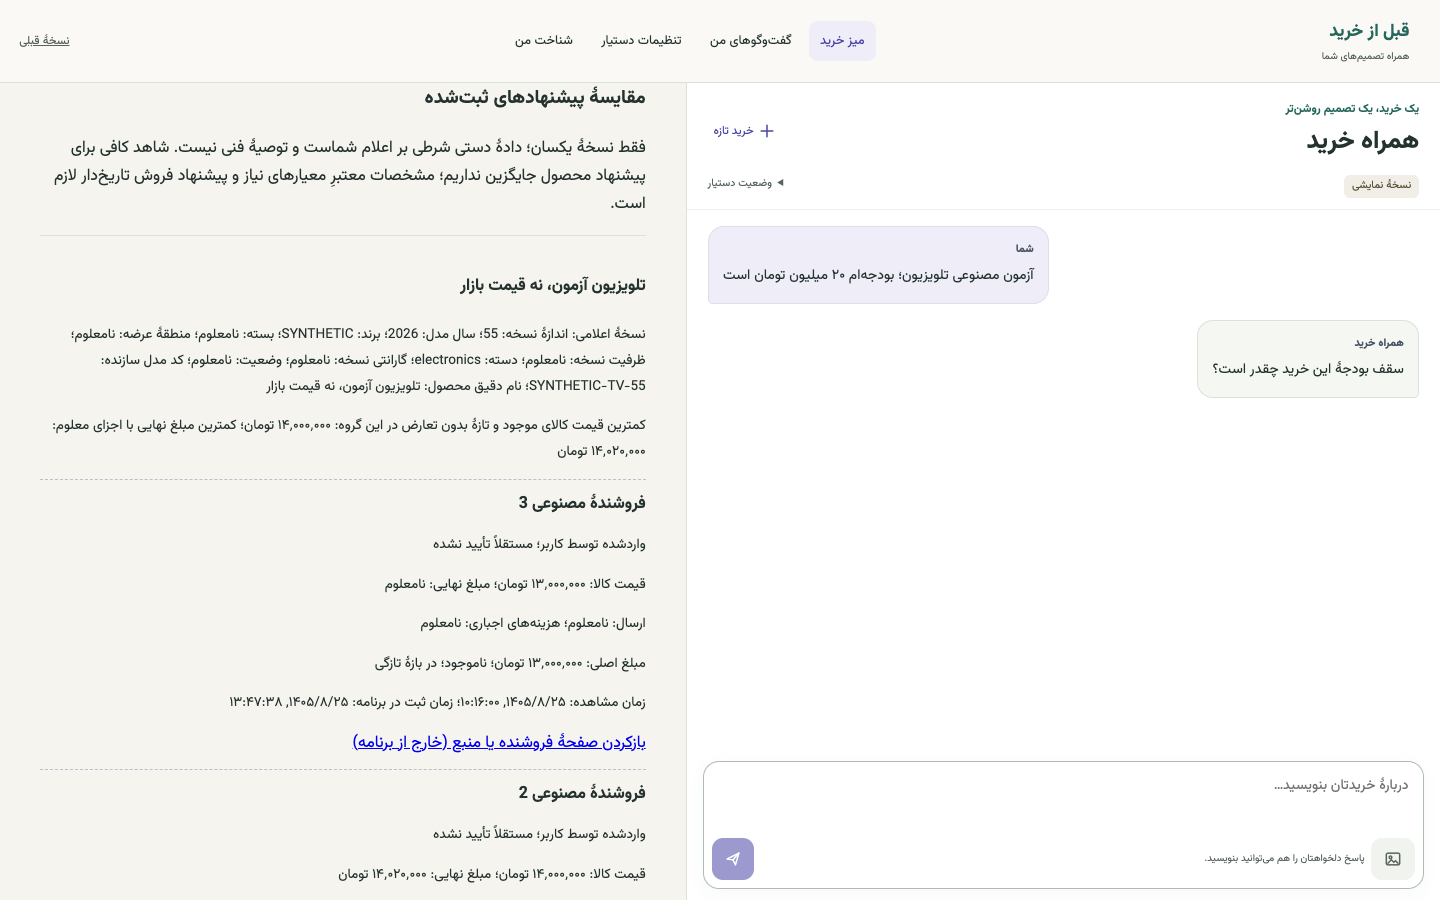 قبل از خرید
همراه تصمیم‌های شما
میز خرید
گفت‌وگوهای من
تنظیمات دستیار
شناخت من
نسخهٔ قبلی
یک خرید، یک تصمیم روشن‌تر
همراه خرید
خرید تازه
نسخهٔ نمایشی
وضعیت دستیار
شما
آزمون مصنوعی تلویزیون؛ بودجه‌ام ۲۰ میلیون تومان است
همراه خرید
سقف بودجهٔ این خرید چقدر است؟
دربارهٔ خریدتان بنویسید...
پاسخ دلخواهتان را هم می‌توانید بنویسید.
مقایسهٔ پیشنهادهای ثبت‌شده
فقط نسخهٔ یکسان؛ دادهٔ دستی شرطی بر اعلام شماست و توصیهٔ فنی نیست. شاهد کافی برای
پیشنهاد محصول جایگزین نداریم؛ مشخصات معتبرِ معیارهای نیاز و پیشنهاد فروش تاریخ‌دار لازم
است.
تلویزیون آزمون، نه قیمت بازار
نسخهٔ اعلامی: اندازهٔ نسخه: 55؛ سال مدل: 2026؛ برند: SYNTHETIC؛ بسته: نامعلوم؛ منطقهٔ عرضه: نامعلوم؛
ظرفیت نسخه: نامعلوم؛ دسته: electronics؛ گارانتی نسخه: نامعلوم؛ وضعیت: نامعلوم؛ کد مدل سازنده:
SYNTHETIC-TV-55؛ نام دقیق محصول: تلویزیون آزمون، نه قیمت بازار
کمترین قیمت کالای موجود و تازهٔ بدون تعارض در این گروه: ۱۴٬۰۰۰٬۰۰۰ تومان؛ کمترین مبلغ نهایی با اجزای معلوم:
۱۴٬۰۲۰٬۰۰۰ تومان
فروشندهٔ مصنوعی 3
واردشده توسط کاربر؛ مستقلاً تأیید نشده
قیمت کالا: ۱۳٬۰۰۰٬۰۰۰ تومان؛ مبلغ نهایی: نامعلوم
ارسال: نامعلوم؛ هزینه‌های اجباری: نامعلوم
مبلغ اصلی: ۱۳٬۰۰۰٬۰۰۰ تومان؛ ناموجود؛ در بازهٔ تازگی
زمان مشاهده: ۱۴۰۵/۸/۲۵, ۱۰:۱۶:۰۰؛ زمان ثبت در برنامه: ۱۴۰۵/۸/۲۵, ۱۳:۴۷:۳۸
بازکردن صفحهٔ فروشنده یا منبع (خارج از برنامه)
فروشندهٔ مصنوعی 2
واردشده توسط کاربر؛ مستقلاً تأیید نشده
قیمت کالا: ۱۴٬۰۰۰٬۰۰۰ تومان؛ مبلغ نهایی: ۱۴٬۰۲۰٬۰۰۰ تومان